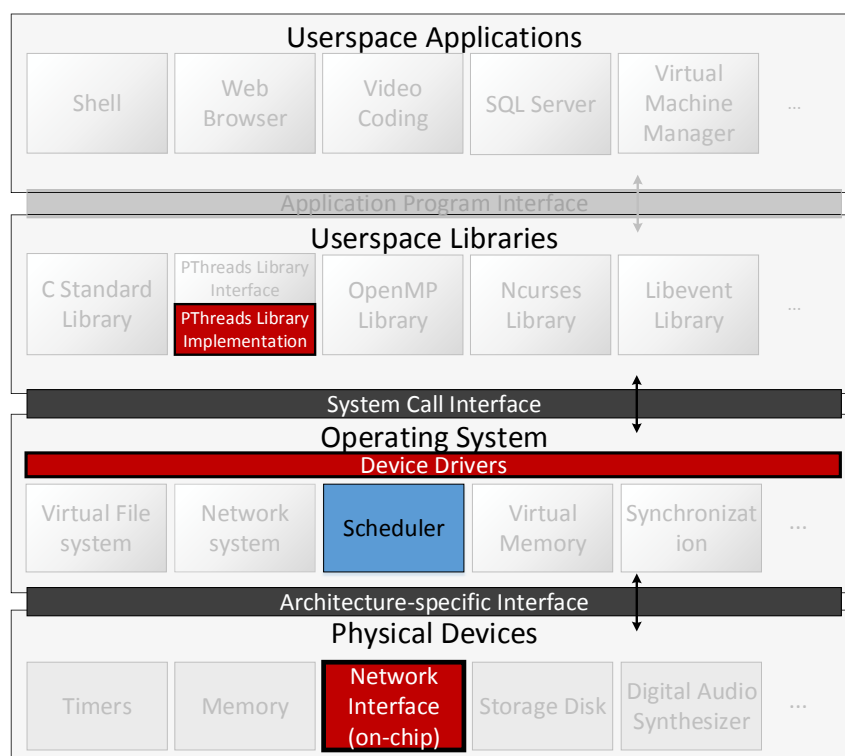 Userspace Applications
Shell
Web
Browser
Video
Coding
SQL Server
Virtual
Machine
Manager
...
Application Program Interface
Userspace Libraries
C Standard
Library
PThreads Library
Interface
PThreads Library
Implementation
OpenMP
Library
Ncurses
Library
Libevent
Library
...
System Call Interface
Operating System
Device Drivers
Virtual File
system
Network
system
Scheduler
Virtual
Memory
Synchronizat
ion
...
Architecture-specific Interface
Physical Devices
Timers
Memory
Network
Interface
(on-chip)
Storage Disk
Digital Audio
Synthesizer
...